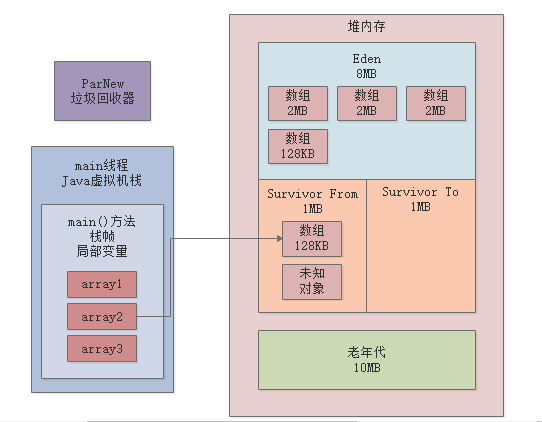 堆内存
Eden
8MB
数组
2MB
数组
2MB
数组
2MB
数组
128KB
Survivor From
1MB
数组
128KB
未知
对象
Survivor To
1MB
老年代
10MB
ParNew
垃圾回收器
main线程
Java虚拟机栈
main()方法
栈帧
局部变量
array1
array2
array3